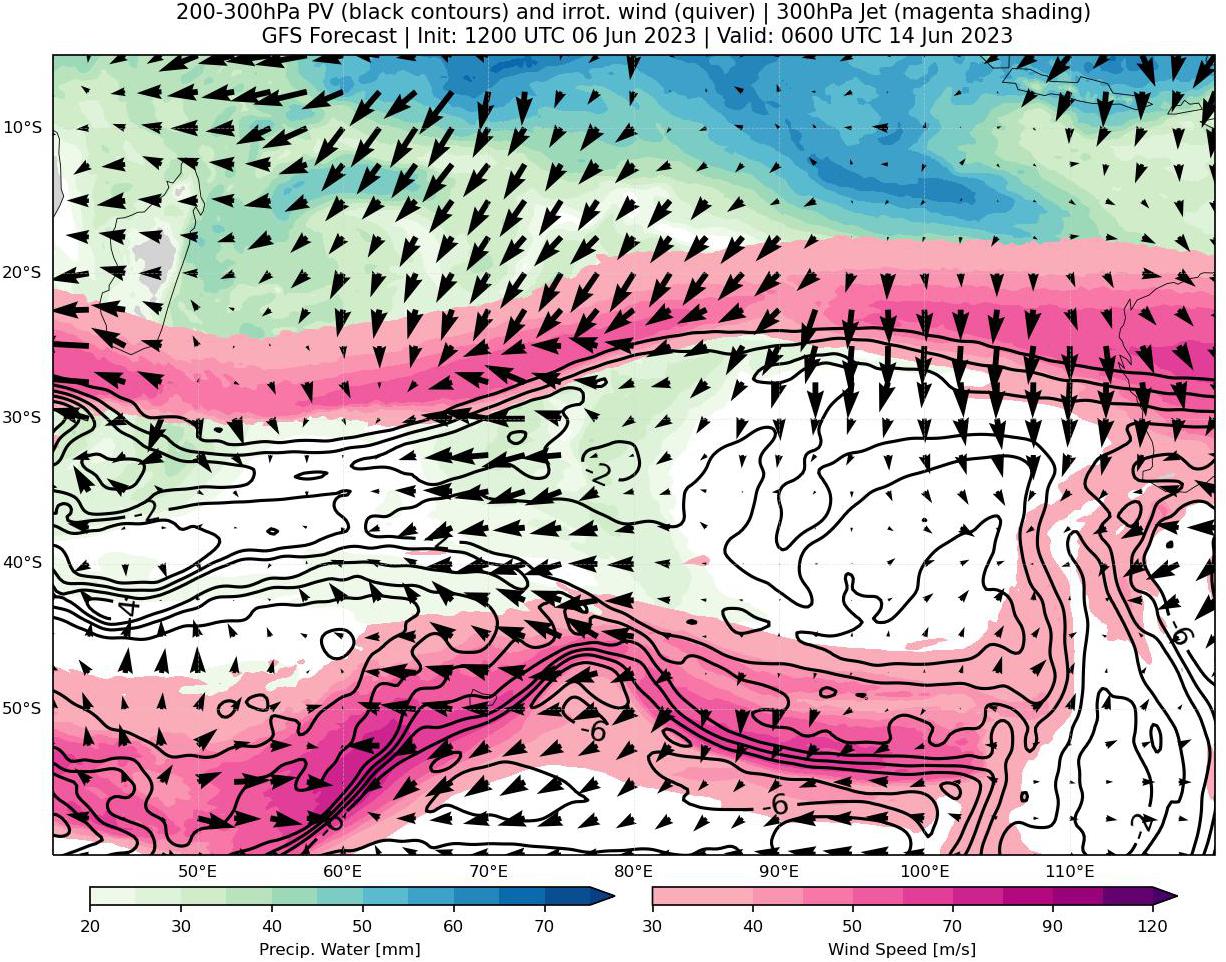 200-300hPa PV (black contours) and irrot. wind (quiver) | 300hPa Jet (magenta shading)
GFS Forecast | Init: 1200 UTC 06 Jun 2023 | Valid: 0600 UTC 14 Jun 2023
10°S
20°S
30°S
-2
-2
40°S
-4
-6
50°S
-6
-6
-2
50°E 60°E 70°E 80°E 90°E 100°E 110°E
20 30 40 50 60 70
30 40 50 70 90 120
Precip. Water [mm]
Wind Speed [m/s]